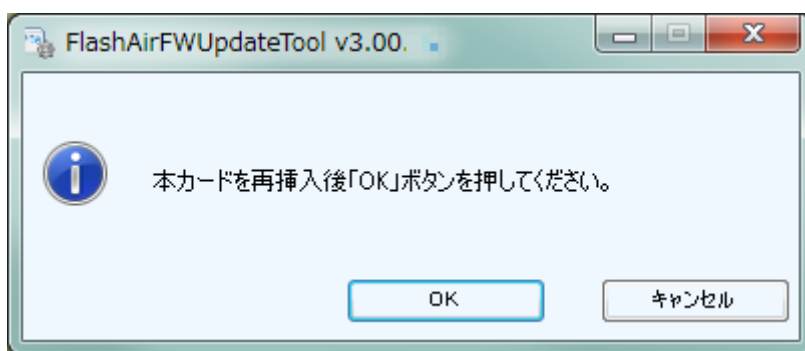 FlashAirFWUpdateTool v3.00.
本カードを再挿入後「OK」ボタンを押してください。
OK
キャンセル